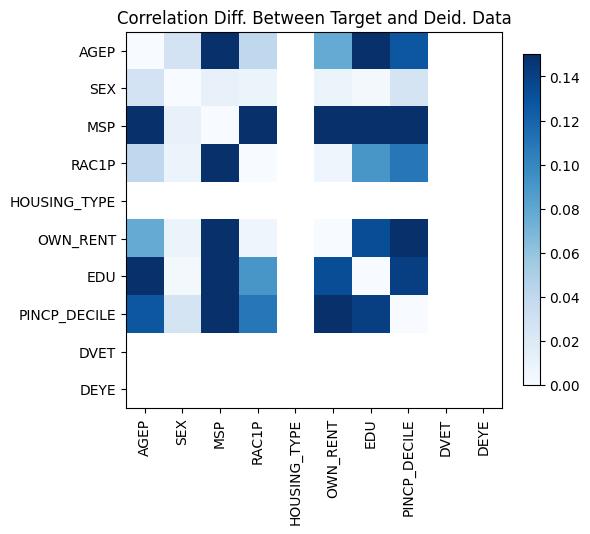 Correlation Diff. Between Target and Deid. Data
AGEP
SEX
MSP
RAC1P
HOUSING_TYPE
OWN_RENT
EDU
PINCP_DECILE
DVET
DEYE
AGEP
SEX
MSP
RAC1P
HOUSING_TYPE
OWN_RENT
EDU
PINCP_DECILE
DVET
DEYE
0.14
0.12
0.10
0.08
0.06
0.04
0.02
0.00